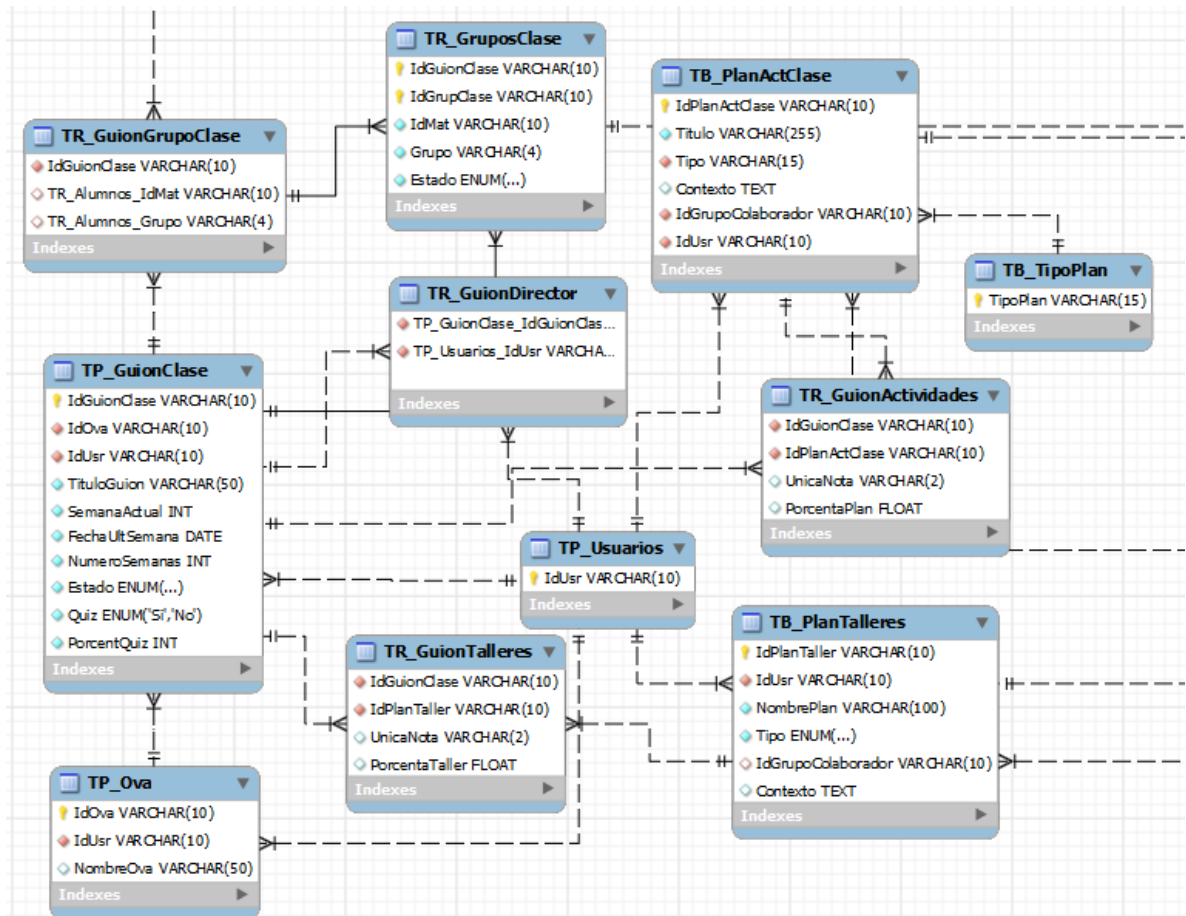 TR_GruposClase
IdGuionClase VARCHAR(10)
IdGrupClase VARCHAR(10)
IdMat VARCHAR(10)
Grupo VARCHAR(4)
Estado ENUM(...)
Indexes
TB_PlanActClase
IdPlanActClase VARCHAR(10)
Titulo VARCHAR(255)
Tipo VARCHAR(15)
Contexto TEXT
IdGrupoColaborador VARCHAR(10)
IdUsr VARCHAR(10)
Indexes
TR_GuionGrupoClase
IdGuionClase VARCHAR(10)
TR_Alumnos_IdMat VARCHAR(10)
TR_Alumnos_Grupo VARCHAR(4)
Indexes
TB_TipoPlan
TipoPlan VARCHAR(15)
Indexes
TR_GuionDirector
TP_GuionClase_IdGuionClas...
TP_Usuarios_IdUsr VARCHA...
Indexes
TP_GuionClase
IdGuionClase VARCHAR(10)
IdOva VARCHAR(10)
IdUsr VARCHAR(10)
TituloGuion VARCHAR(50)
SemanaActual INT
FechaUltSemana DATE
NumeroSemanas INT
Estado ENUM(...)
Quiz ENUM('Si','No')
PorcentQuiz INT
Indexes
TR_GuionActividades
IdGuionClase VARCHAR(10)
IdPlanActClase VARCHAR(10)
UnicaNota VARCHAR(2)
PorcentaPlan FLOAT
Indexes
TP_Usuarios
IdUsr VARCHAR(10)
Indexes
TR_GuionTalleres
IdGuionClase VARCHAR(10)
IdPlanTaller VARCHAR(10)
UnicaNota VARCHAR(2)
PorcentaTaller FLOAT
Indexes
TB_PlanTalleres
IdPlanTaller VARCHAR(10)
IdUsr VARCHAR(10)
NombrePlan VARCHAR(100)
Tipo ENUM(...)
IdGrupoColaborador VARCHAR(10)
Contexto TEXT
Indexes
TP_Ova
IdOva VARCHAR(10)
IdUsr VARCHAR(10)
NombreOva VARCHAR(50)
Indexes